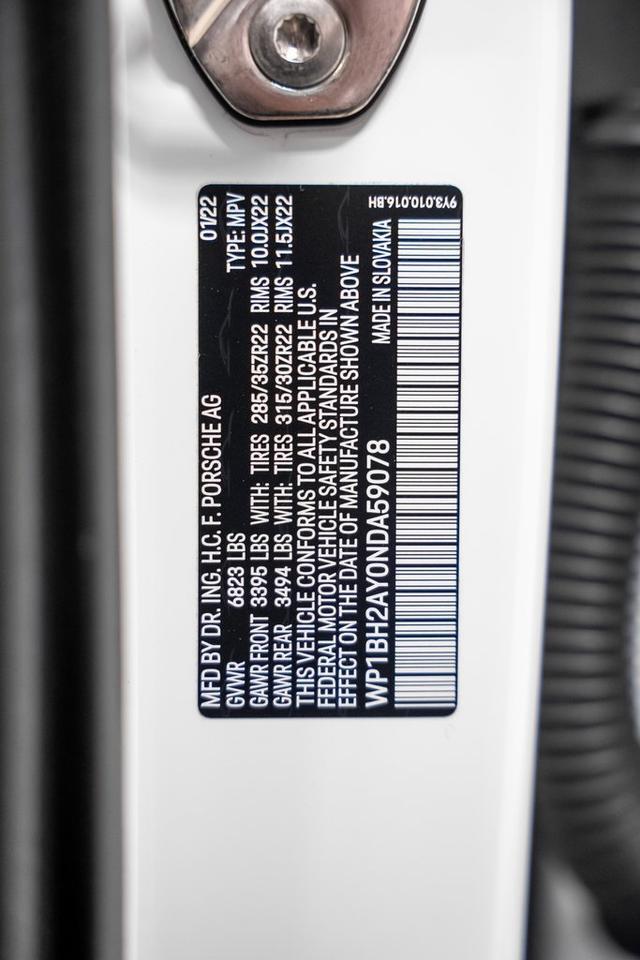 MFD BY DR. ING. H.C. F. PORSCHE AG 01/22
GVWR 6823 LBS TYPE: MPV
GAWR FRONT 3395 LBS WITH: TIRES 285/35ZR22 RIMS 10.0JX22
GAWR REAR 3494 LBS WITH: TIRES 315/30ZR22 RIMS 11.5JX22
THIS VEHICLE CONFORMS TO ALL APPLICABLE U.S.
FEDERAL MOTOR VEHICLE SAFETY STANDARDS IN
EFFECT ON THE DATE OF MANUFACTURE SHOWN ABOVE
WP1BH2AY0NDA59078 MADE IN SLOVAKIA
9Y3.010.016.BH